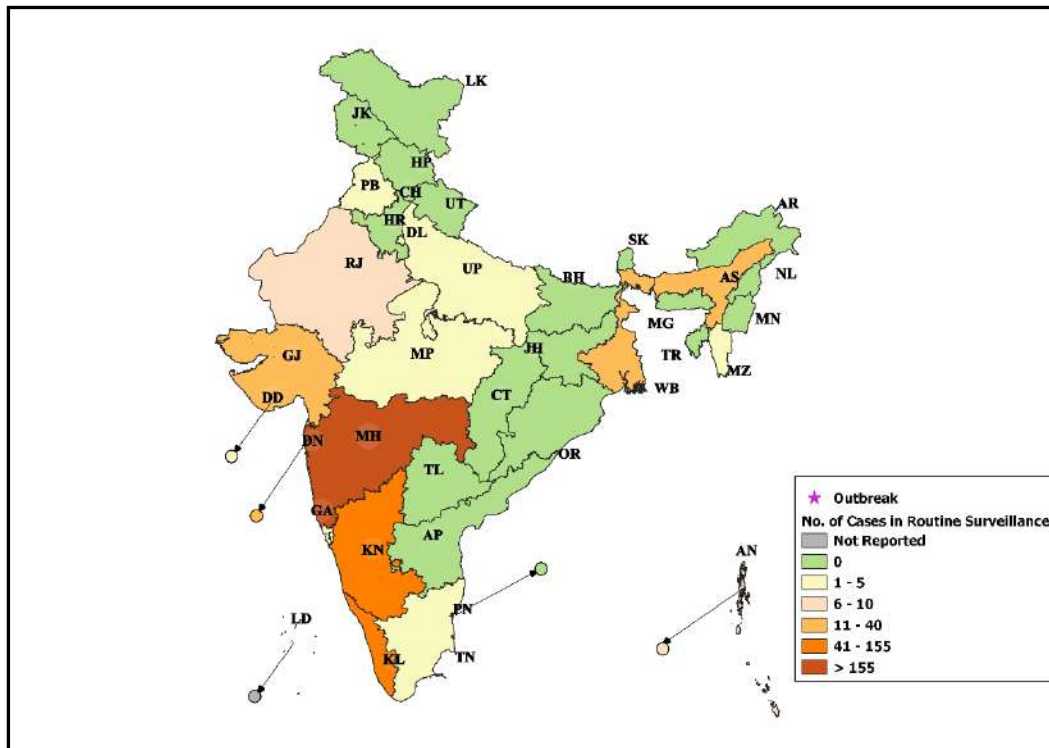 LK
JK
HP
PB
CH
UT
HR
DL
AR
SK
RJ
UP
BH
AS
NL
MG
MN
GJ
MP
JH
TR
MZ
DD
CT
WB
DN
MH
OR
TL
GA
AP
KN
AN
PN
LD
KL
TN
Outbreak
No. of Cases in Routine Surveillance
Not Reported
0
1 - 5
6 - 10
11 - 40
41 - 155
> 155